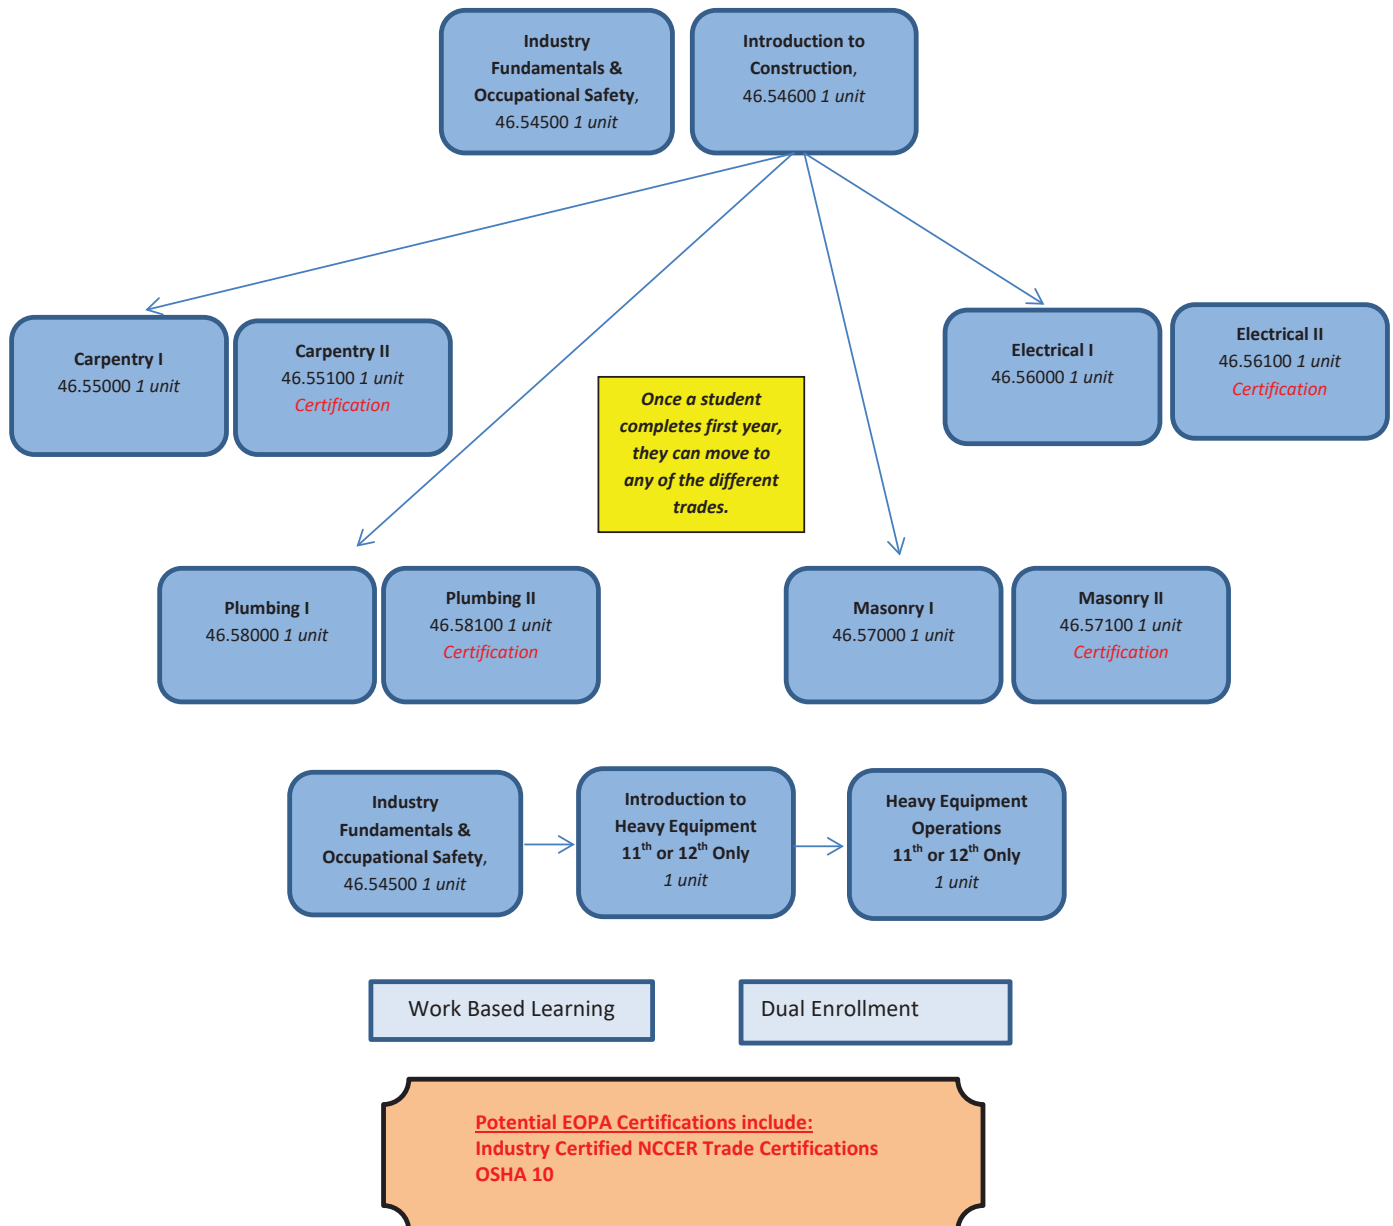 Industry
Fundamentals &
Occupational Safety,
46.54500 1 unit
Introduction to
Construction,
46.54600 1 unit
Carpentry I
46.55000 1 unit
Carpentry II
46.55100 1 unit
Certification
Once a student
completes first year,
they can move to
any of the different
trades.
Electrical I
46.56000 1 unit
Electrical II
46.56100 1 unit
Certification
Plumbing I
46.58000 1 unit
Plumbing II
46.58100 1 unit
Certification
Masonry I
46.57000 1 unit
Masonry II
46.57100 1 unit
Certification
Industry
Fundamentals &
Occupational Safety,
46.54500 1 unit
Introduction to
Heavy Equipment
11th or 12th Only
1 unit
Heavy Equipment
Operations
11th or 12th Only
1 unit
Work Based Learning
Dual Enrollment
Potential EOPA Certifications include:
Industry Certified NCCER Trade Certifications
OSHA 10